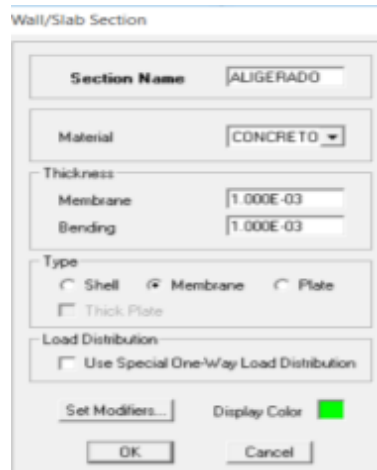 Wall/Slab Section
Section Name ALIGERADO
Material CONCRETO
Thickness
Membrane 1.000E-03
Bending 1.000E-03
Type
Shell Membrane Plate
Thick Plate
Load Distribution
Use Special One-Way Load Distribution
Set Modifiers... Display Color
OK Cancel